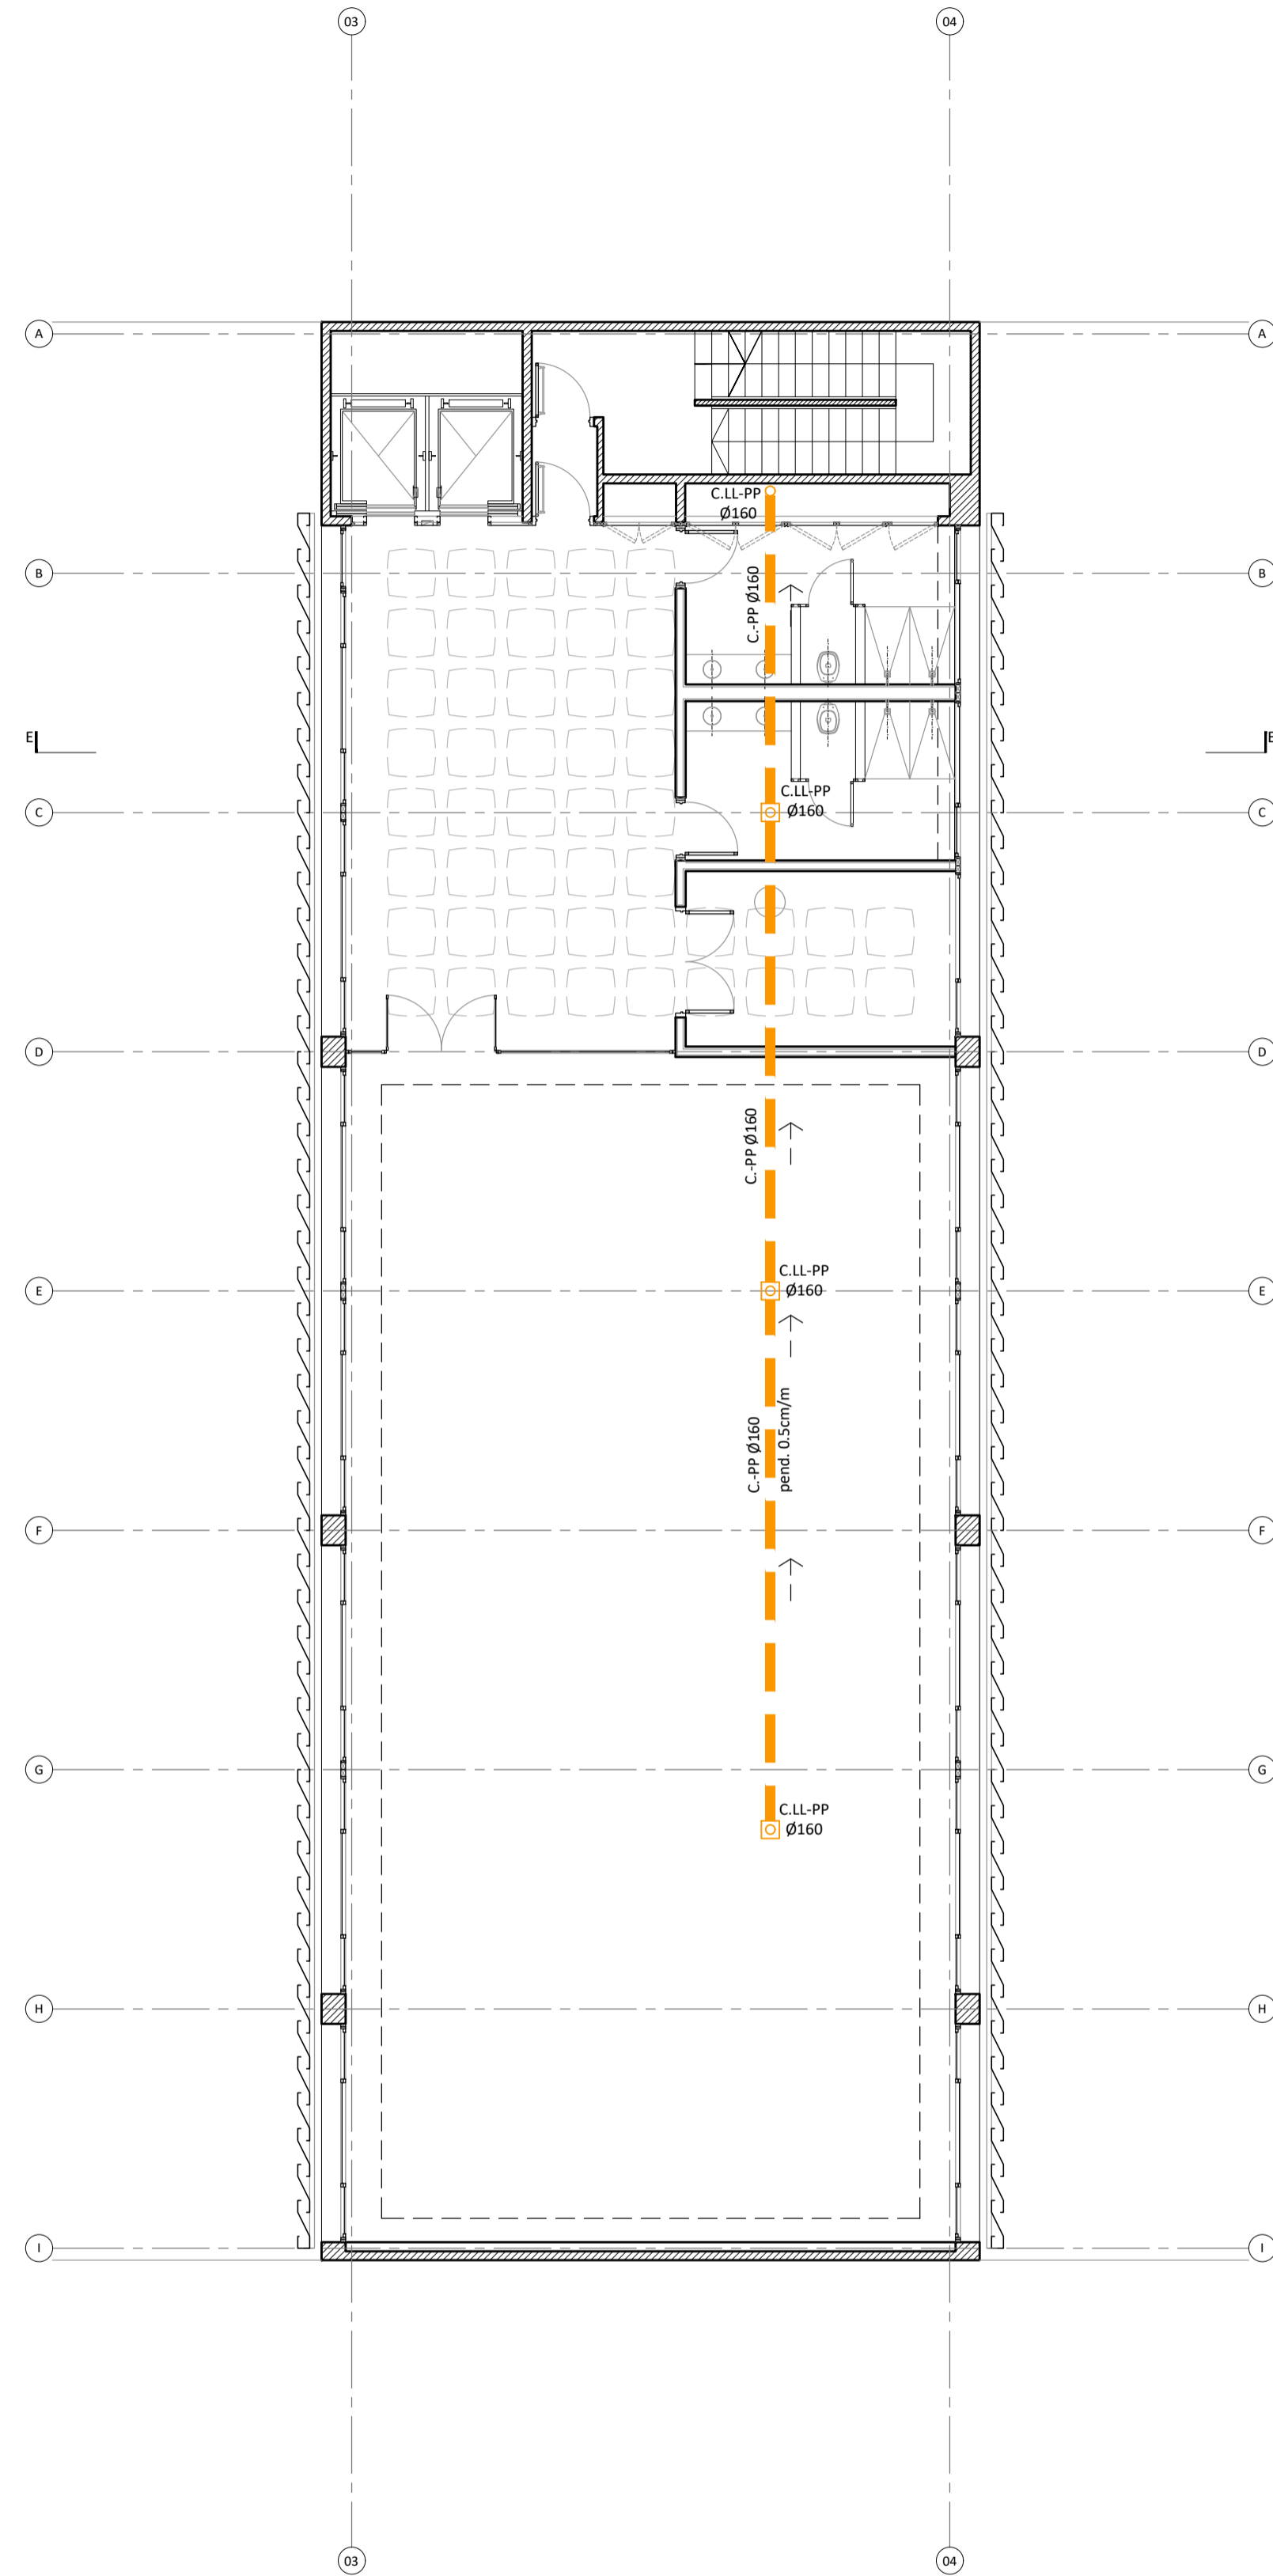 03
04
A
A
C.LL-PP
Ø160
B
B
C.-PP Ø160
E
E
C.LL-PP
Ø160
C
C
D
D
C.-PP Ø160
C.LL-PP
Ø160
E
E
C.-PP Ø160
pend. 0.5cm/m
F
F
G
G
C.LL-PP
Ø160
H
H
I
I
03
04